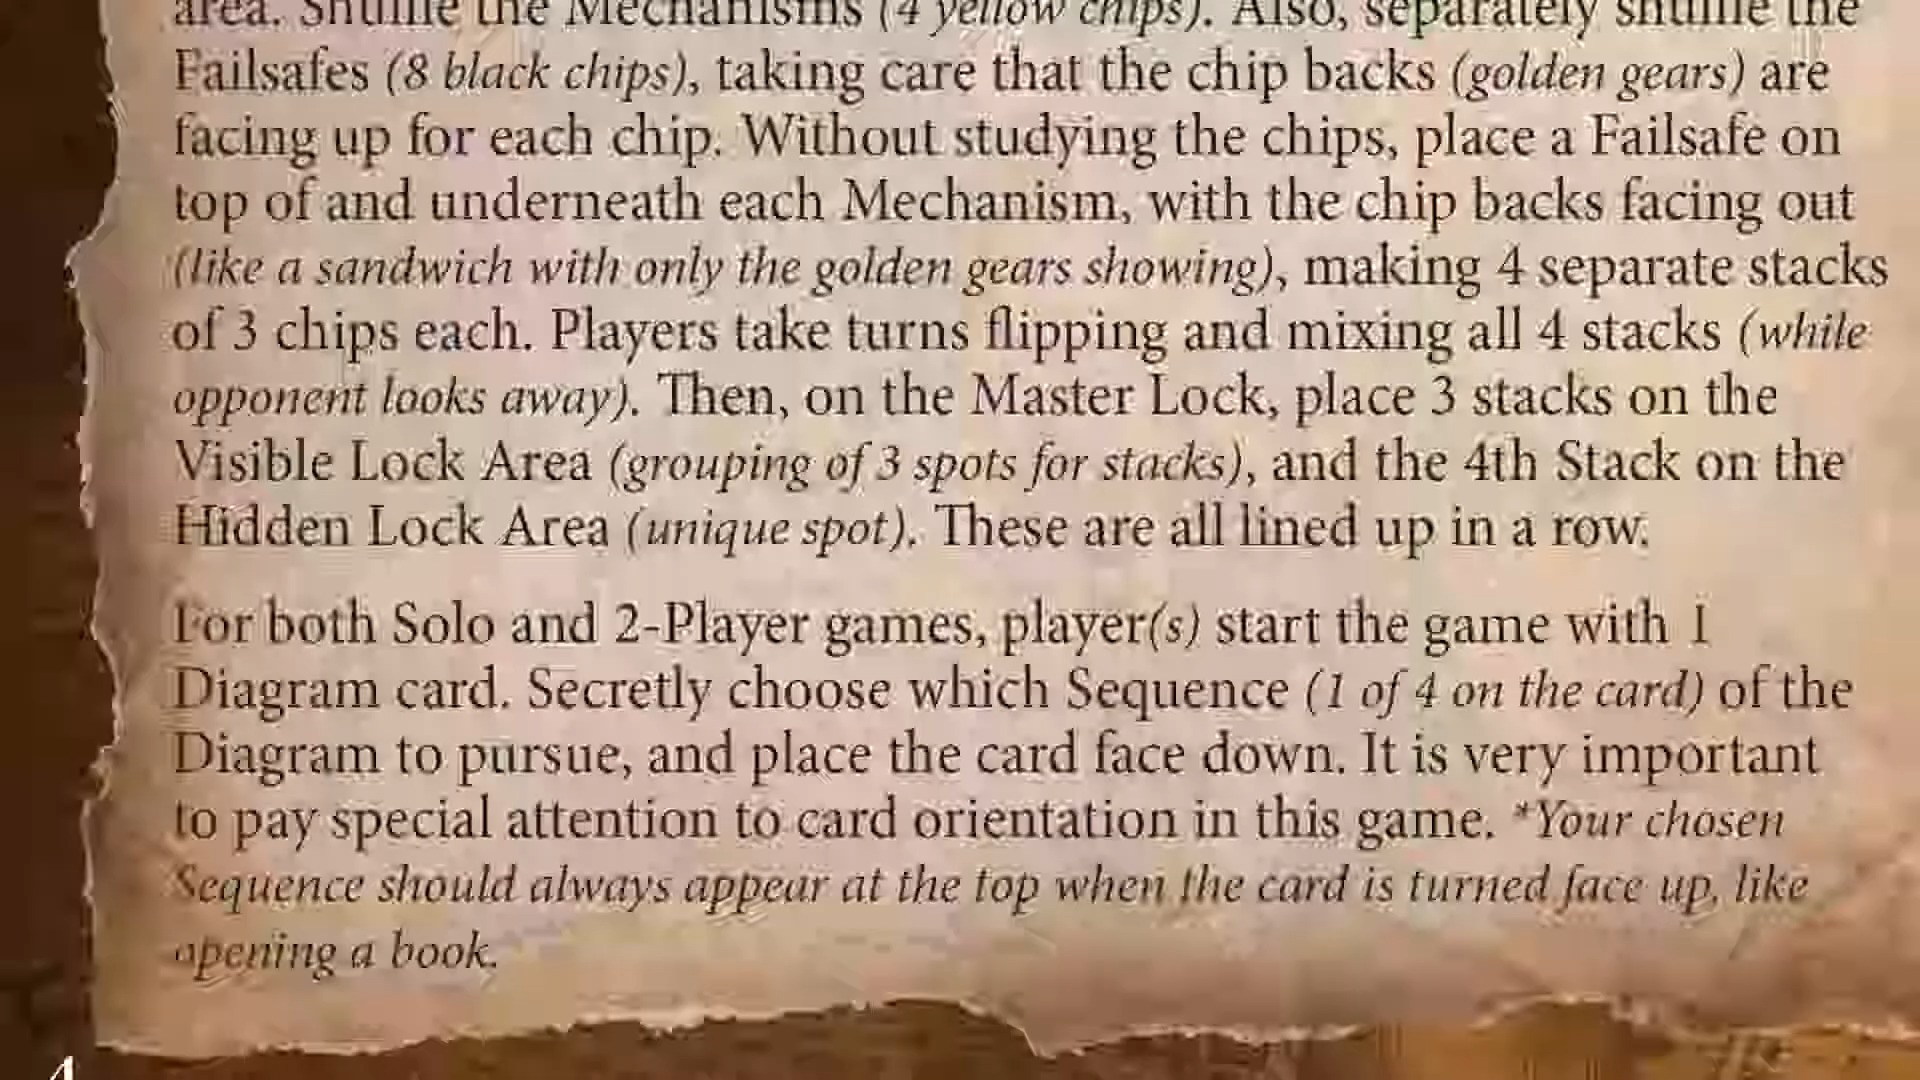 area. Shuffle the Mechanisms (4 yellow chips). Also, separately shuffle the
Failsafes (8 black chips), taking care that the chip backs (golden gears) are
facing up for each chip. Without studying the chips, place a Failsafe on
top of and underneath each Mechanism, with the chip backs facing out
(like a sandwich with only the golden gears showing), making 4 separate stacks
of 3 chips each. Players take turns flipping and mixing all 4 stacks (while
opponent looks away). Then, on the Master Lock, place 3 stacks on the
Visible Lock Area (grouping of 3 spots for stacks), and the 4th Stack on the
Hidden Lock Area (unique spot). These are all lined up in a row.
For both Solo and 2-Player games, player(s) start the game with 1
Diagram card. Secretly choose which Sequence (1 of 4 on the card) of the
Diagram to pursue, and place the card face down. It is very important
to pay special attention to card orientation in this game. *Your chosen
Sequence should always appear at the top when the card is turned face up, like
opening a book.
4